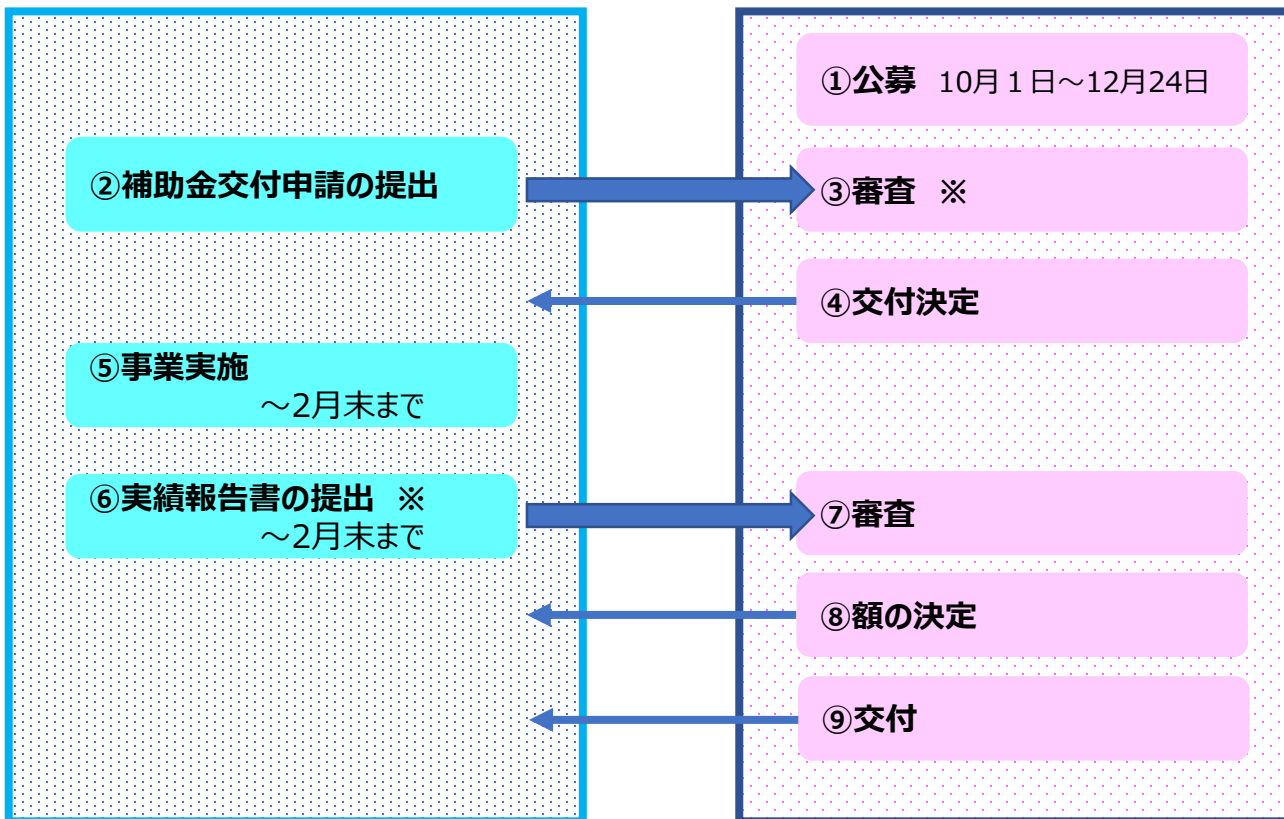 ①公募 10月1日～12月24日
②補助金交付申請の提出
③審査 ※
④交付決定
⑤事業実施
～2月末まで
⑥実績報告書の提出 ※
～2月末まで
⑦審査
⑧額の決定
⑨交付